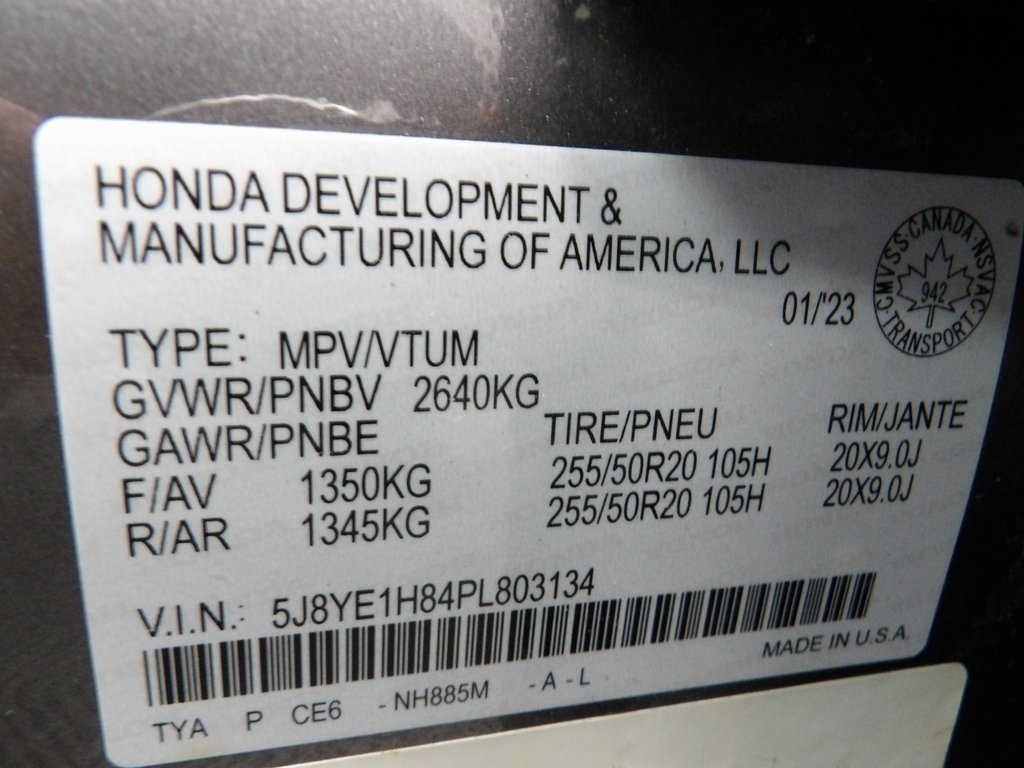 HONDA DEVELOPMENT &
MANUFACTURING OF AMERICA, LLC
01/'23
CMVSS·CANADA·NSVAC·TRANSPORT
942
TYPE: MPV/VTUM
GVWR/PNBV 2640KG
GAWR/PNBE TIRE/PNEU RIM/JANTE
F/AV 1350KG 255/50R20 105H 20X9.0J
R/AR 1345KG 255/50R20 105H 20X9.0J
V.I.N.: 5J8YE1H84PL803134
MADE IN U.S.A.
TYA P CE6 -NH885M -A-L